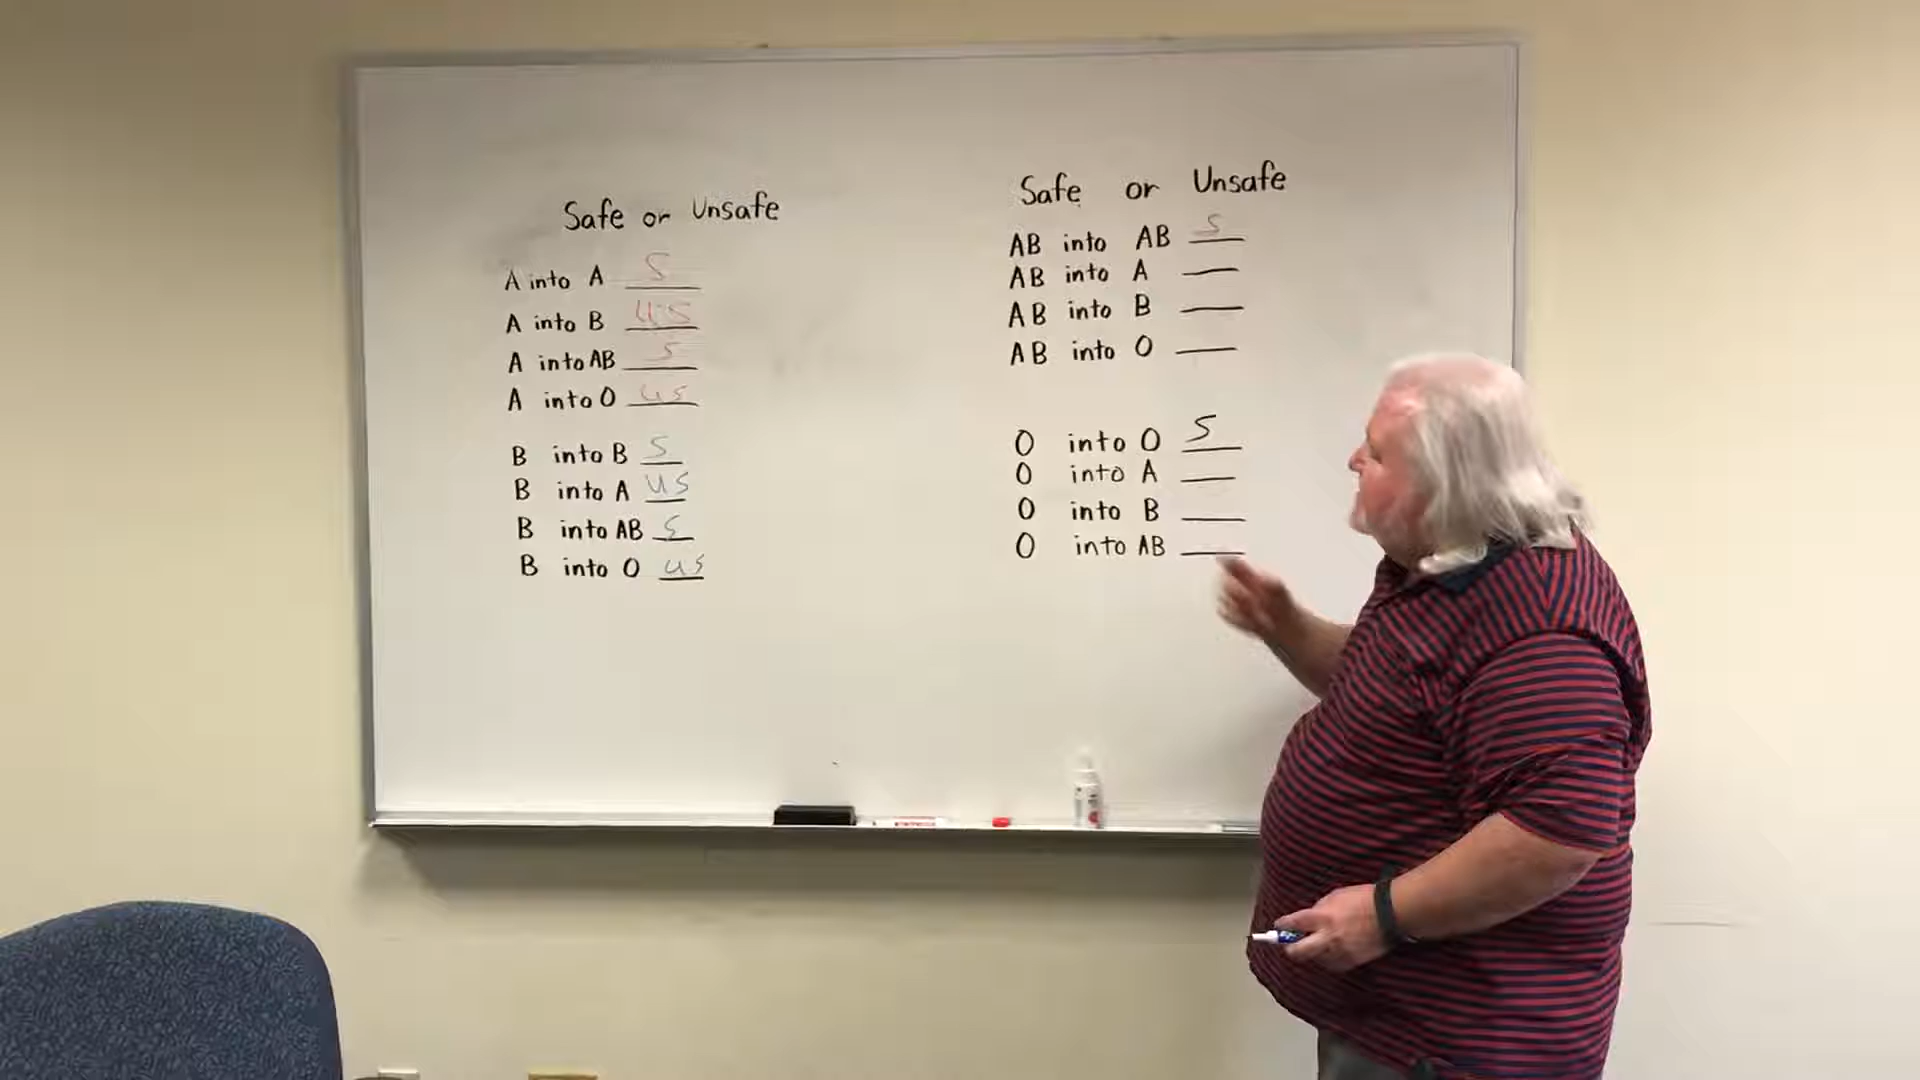 Safe or Unsafe
A into A S
A into B US
A into AB S
A into O US
B into B S
B into A US
B into AB S
B into O US
Safe or Unsafe
AB into AB S
AB into A
AB into B
AB into O
O into O S
O into A
O into B
O into AB